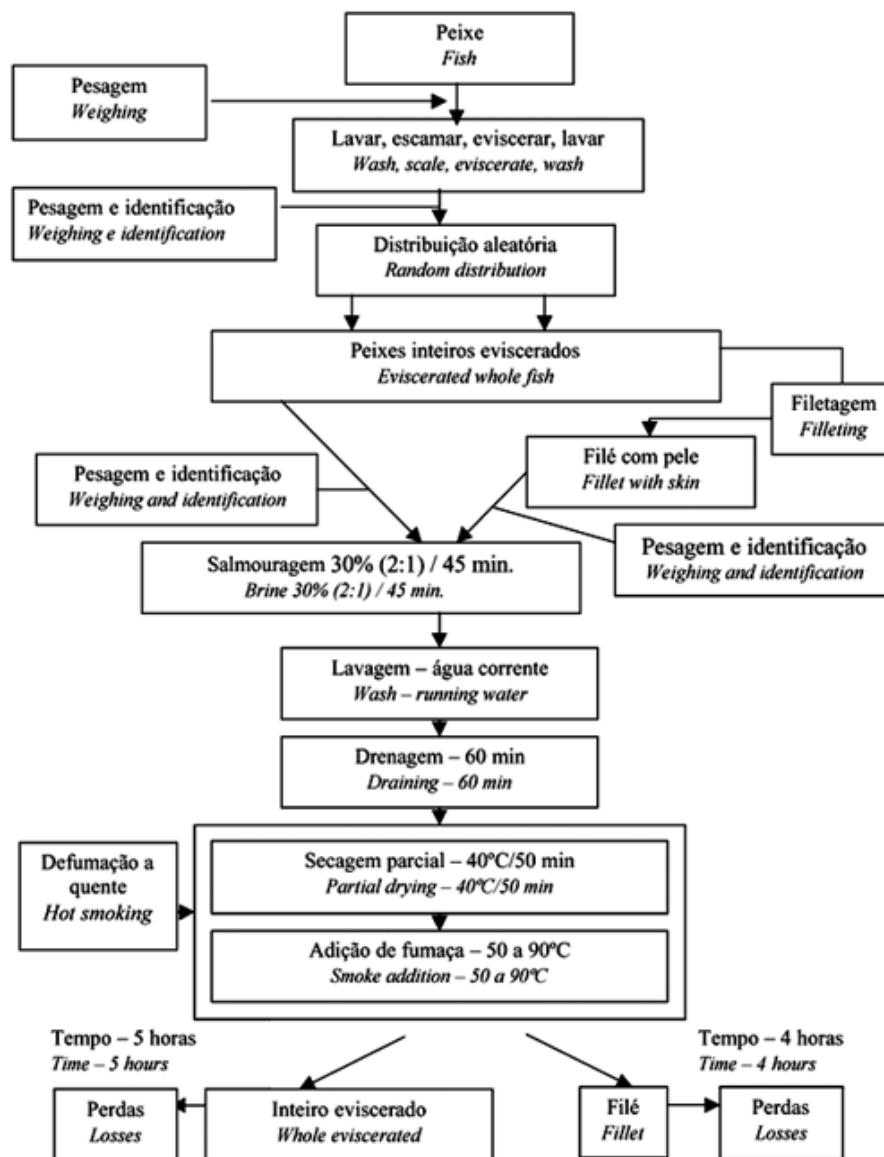 Peixe
Fish
Pesagem
Weighing
Lavar, escamar, eviscerar, lavar
Wash, scale, eviscerate, wash
Pesagem e identificação
Weighing e identification
Distribuição aleatória
Random distribution
Peixes inteiros eviscerados
Eviscerated whole fish
Filetagem
Filleting
Filé com pele
Fillet with skin
Pesagem e identificação
Weighing and identification
Pesagem e identificação
Weighing and identification
Salmouragem 30% (2:1) / 45 min.
Brine 30% (2:1) / 45 min.
Lavagem – água corrente
Wash – running water
Drenagem – 60 min
Draining – 60 min
Defumação a
quente
Hot smoking
Secagem parcial – 40ºC/50 min
Partial drying – 40ºC/50 min
Adição de fumaça – 50 a 90ºC
Smoke addition – 50 a 90ºC
Tempo – 5 horas
Time – 5 hours
Tempo – 4 horas
Time – 4 hours
Perdas
Losses
Inteiro eviscerado
Whole eviscerated
Filé
Fillet
Perdas
Losses